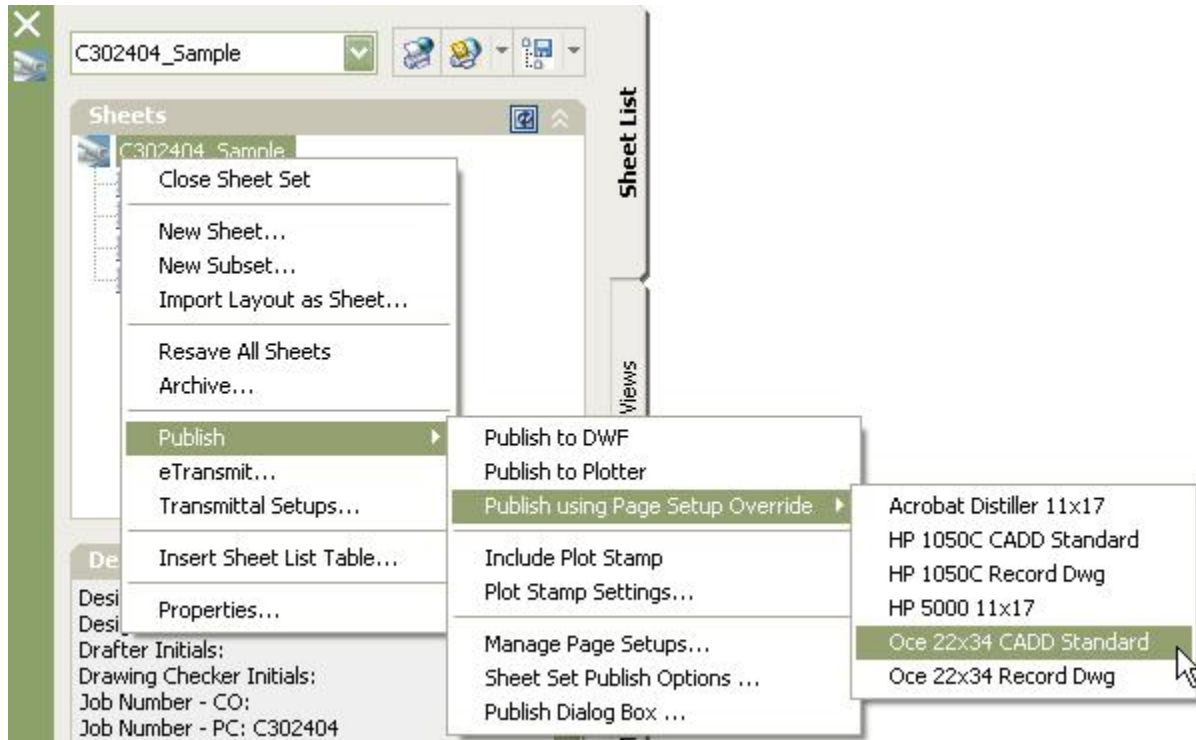 C302404_Sample
Sheets
C302404_Sample
Close Sheet Set
New Sheet...
New Subset...
Import Layout as Sheet...
Resave All Sheets
Archive...
Publish
eTransmit...
Transmittal Setups...
Insert Sheet List Table...
Properties...
Publish to DWF
Publish to Plotter
Publish using Page Setup Override
Include Plot Stamp
Plot Stamp Settings...
Manage Page Setups...
Sheet Set Publish Options ...
Publish Dialog Box ...
Acrobat Distiller 11x17
HP 1050C CADD Standard
HP 1050C Record Dwg
HP 5000 11x17
Oce 22x34 CADD Standard
Oce 22x34 Record Dwg
De
Desi
Desi
Drafter Initials:
Drawing Checker Initials:
Job Number - CO:
Job Number - PC: C302404
Sheet List
Views